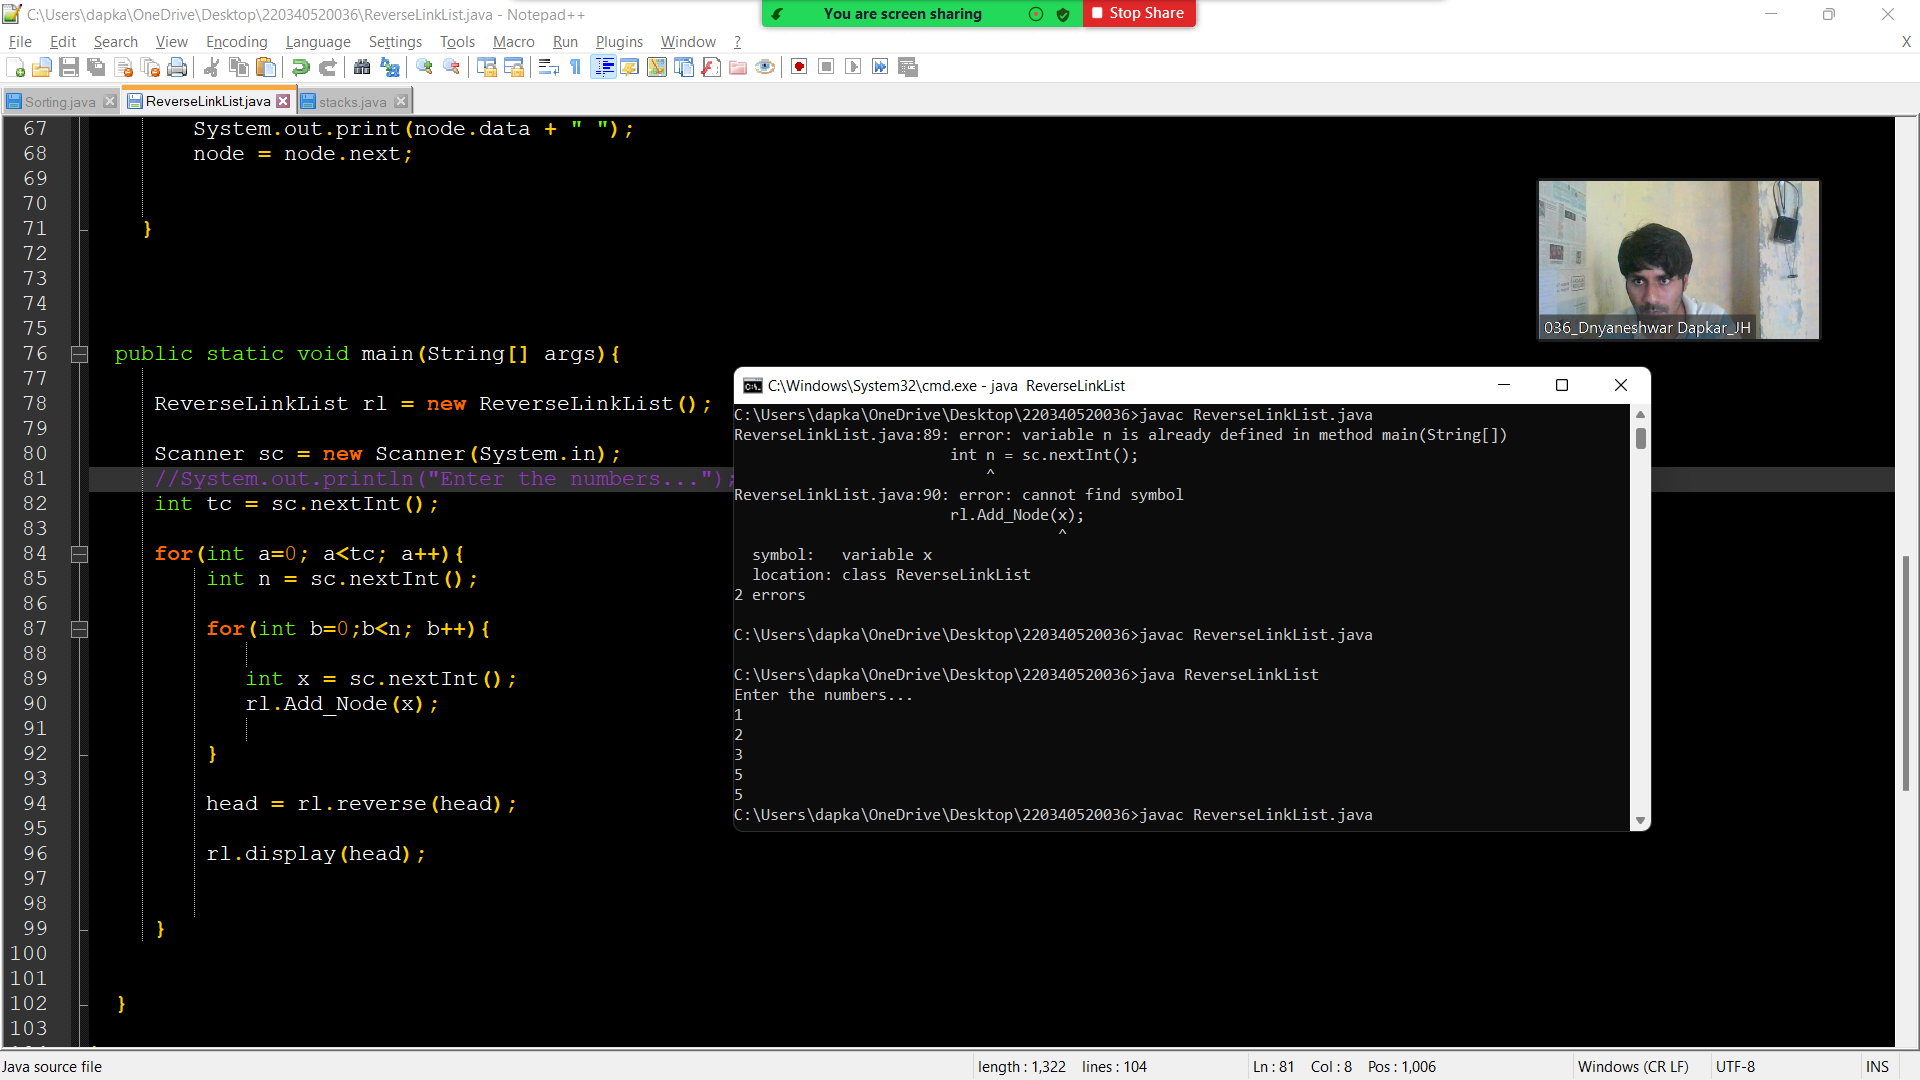 C:\Users\dapka\OneDrive\Desktop\220340520036\ReverseLinkList.java - Notepad++
You are screen sharing
Stop Share
File Edit Search View Encoding Language Settings Tools Macro Run Plugins Window ?
X
Sorting.java
ReverseLinkList.java
stacks.java
67 System.out.print(node.data + " ");
68 node = node.next;
69
70
71 }
72
73
74
75
76 public static void main(String[] args){
77
78 ReverseLinkList rl = new ReverseLinkList();
79
80 Scanner sc = new Scanner(System.in);
81 //System.out.println("Enter the numbers...");
82 int tc = sc.nextInt();
83
84 for(int a=0; a<tc; a++){
85 int n = sc.nextInt();
86
87 for(int b=0;b<n; b++){
88
89 int x = sc.nextInt();
90 rl.Add_Node(x);
91
92 }
93
94 head = rl.reverse(head);
95
96 rl.display(head);
97
98
99 }
100
101
102 }
103
036_Dnyaneshwar Dapkar_JH
C:\Windows\System32\cmd.exe - java  ReverseLinkList
C:\Users\dapka\OneDrive\Desktop\220340520036>javac ReverseLinkList.java
ReverseLinkList.java:89: error: variable n is already defined in method main(String[])
int n = sc.nextInt();
^
ReverseLinkList.java:90: error: cannot find symbol
rl.Add_Node(x);
^
symbol:   variable x
location: class ReverseLinkList
2 errors
C:\Users\dapka\OneDrive\Desktop\220340520036>javac ReverseLinkList.java
C:\Users\dapka\OneDrive\Desktop\220340520036>java ReverseLinkList
Enter the numbers...
1
2
3
5
5
C:\Users\dapka\OneDrive\Desktop\220340520036>javac ReverseLinkList.java
Java source file
length : 1,322 lines : 104
Ln : 81 Col : 8 Pos : 1,006
Windows (CR LF)
UTF-8
INS